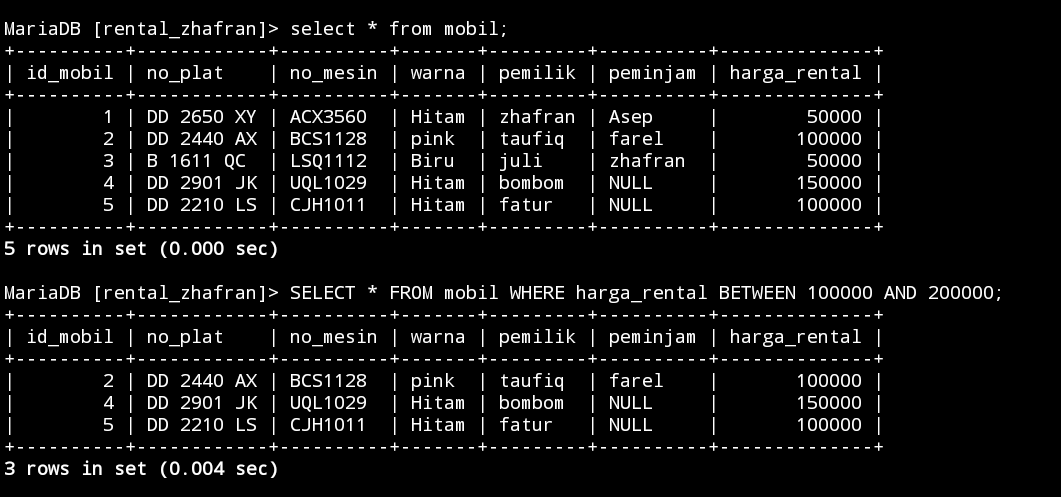 MariaDB [rental_zhafran]> select * from mobil;
+----------+------------+----------+-------+---------+----------+--------------+
| id_mobil | no_plat    | no_mesin | warna | pemilik | peminjam | harga_rental |
+----------+------------+----------+-------+---------+----------+--------------+
|        1 | DD 2650 XY | ACX3560  | Hitam | zhafran | Asep     |        50000 |
|        2 | DD 2440 AX | BCS1128  | pink  | taufiq  | farel    |       100000 |
|        3 | B 1611 QC  | LSQ1112  | Biru  | juli    | zhafran  |        50000 |
|        4 | DD 2901 JK | UQL1029  | Hitam | bombom  | NULL     |       150000 |
|        5 | DD 2210 LS | CJH1011  | Hitam | fatur   | NULL     |       100000 |
+----------+------------+----------+-------+---------+----------+--------------+
5 rows in set (0.000 sec)
MariaDB [rental_zhafran]> SELECT * FROM mobil WHERE harga_rental BETWEEN 100000 AND 200000;
+----------+------------+----------+-------+---------+----------+--------------+
| id_mobil | no_plat    | no_mesin | warna | pemilik | peminjam | harga_rental |
+----------+------------+----------+-------+---------+----------+--------------+
|        2 | DD 2440 AX | BCS1128  | pink  | taufiq  | farel    |       100000 |
|        4 | DD 2901 JK | UQL1029  | Hitam | bombom  | NULL     |       150000 |
|        5 | DD 2210 LS | CJH1011  | Hitam | fatur   | NULL     |       100000 |
+----------+------------+----------+-------+---------+----------+--------------+
3 rows in set (0.004 sec)